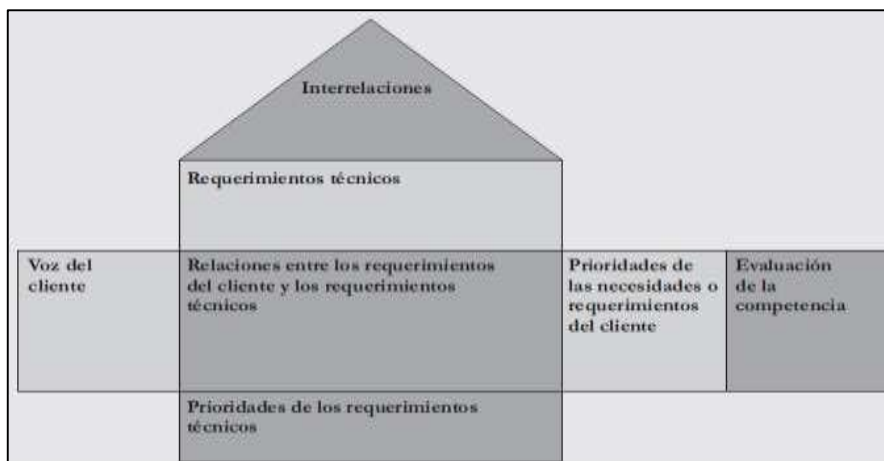 Interrelaciones
Requerimientos técnicos
Voz del
cliente
Relaciones entre los requerimientos
del cliente y los requerimientos
técnicos
Prioridades de
las necesidades o
requerimientos
del cliente
Evaluación
de la
competencia
Prioridades de los requerimientos
técnicos